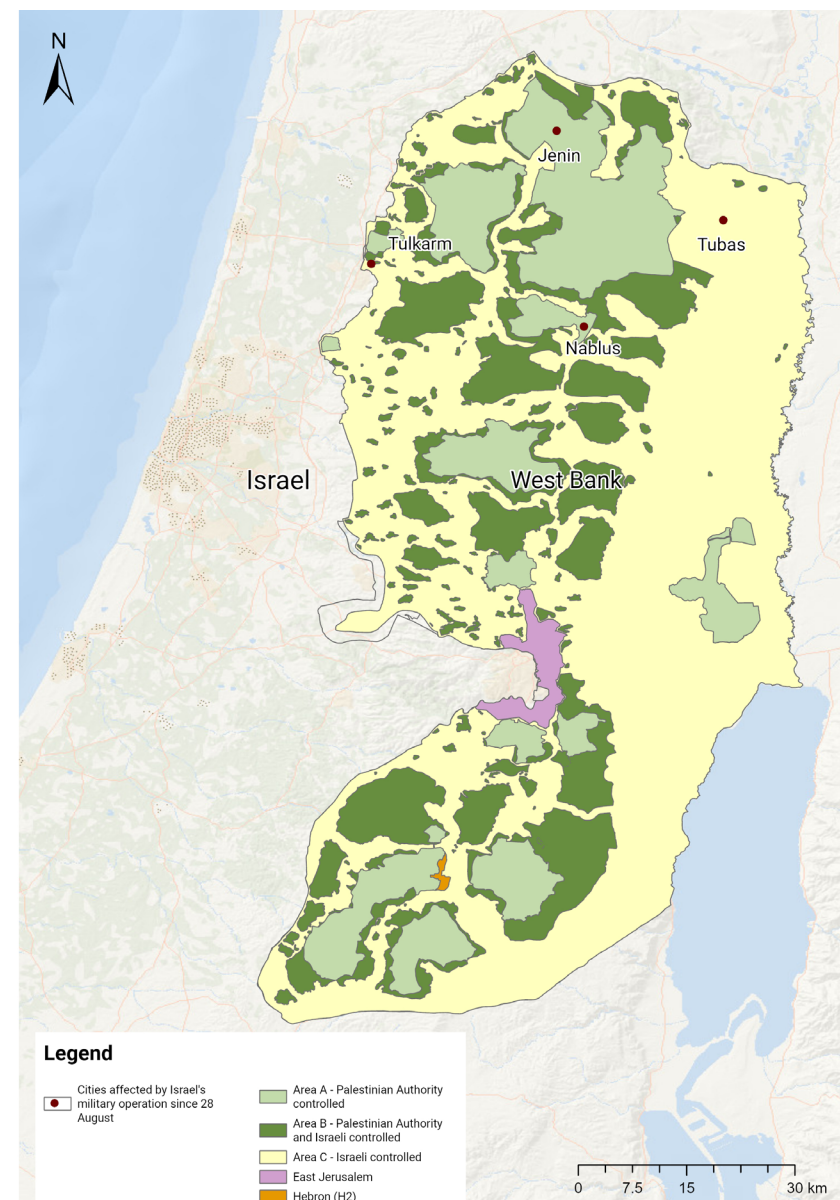 N
Jenin
Tulkarm
Tubas
Nablus
Israel
West Bank
Legend
Cities affected by Israel's
military operation since 28
August
Area A - Palestinian Authority
controlled
Area B - Palestinian Authority
and Israeli controlled
Area C - Israeli controlled
East Jerusalem
Hebron (H2)
0 7.5 15 30 km